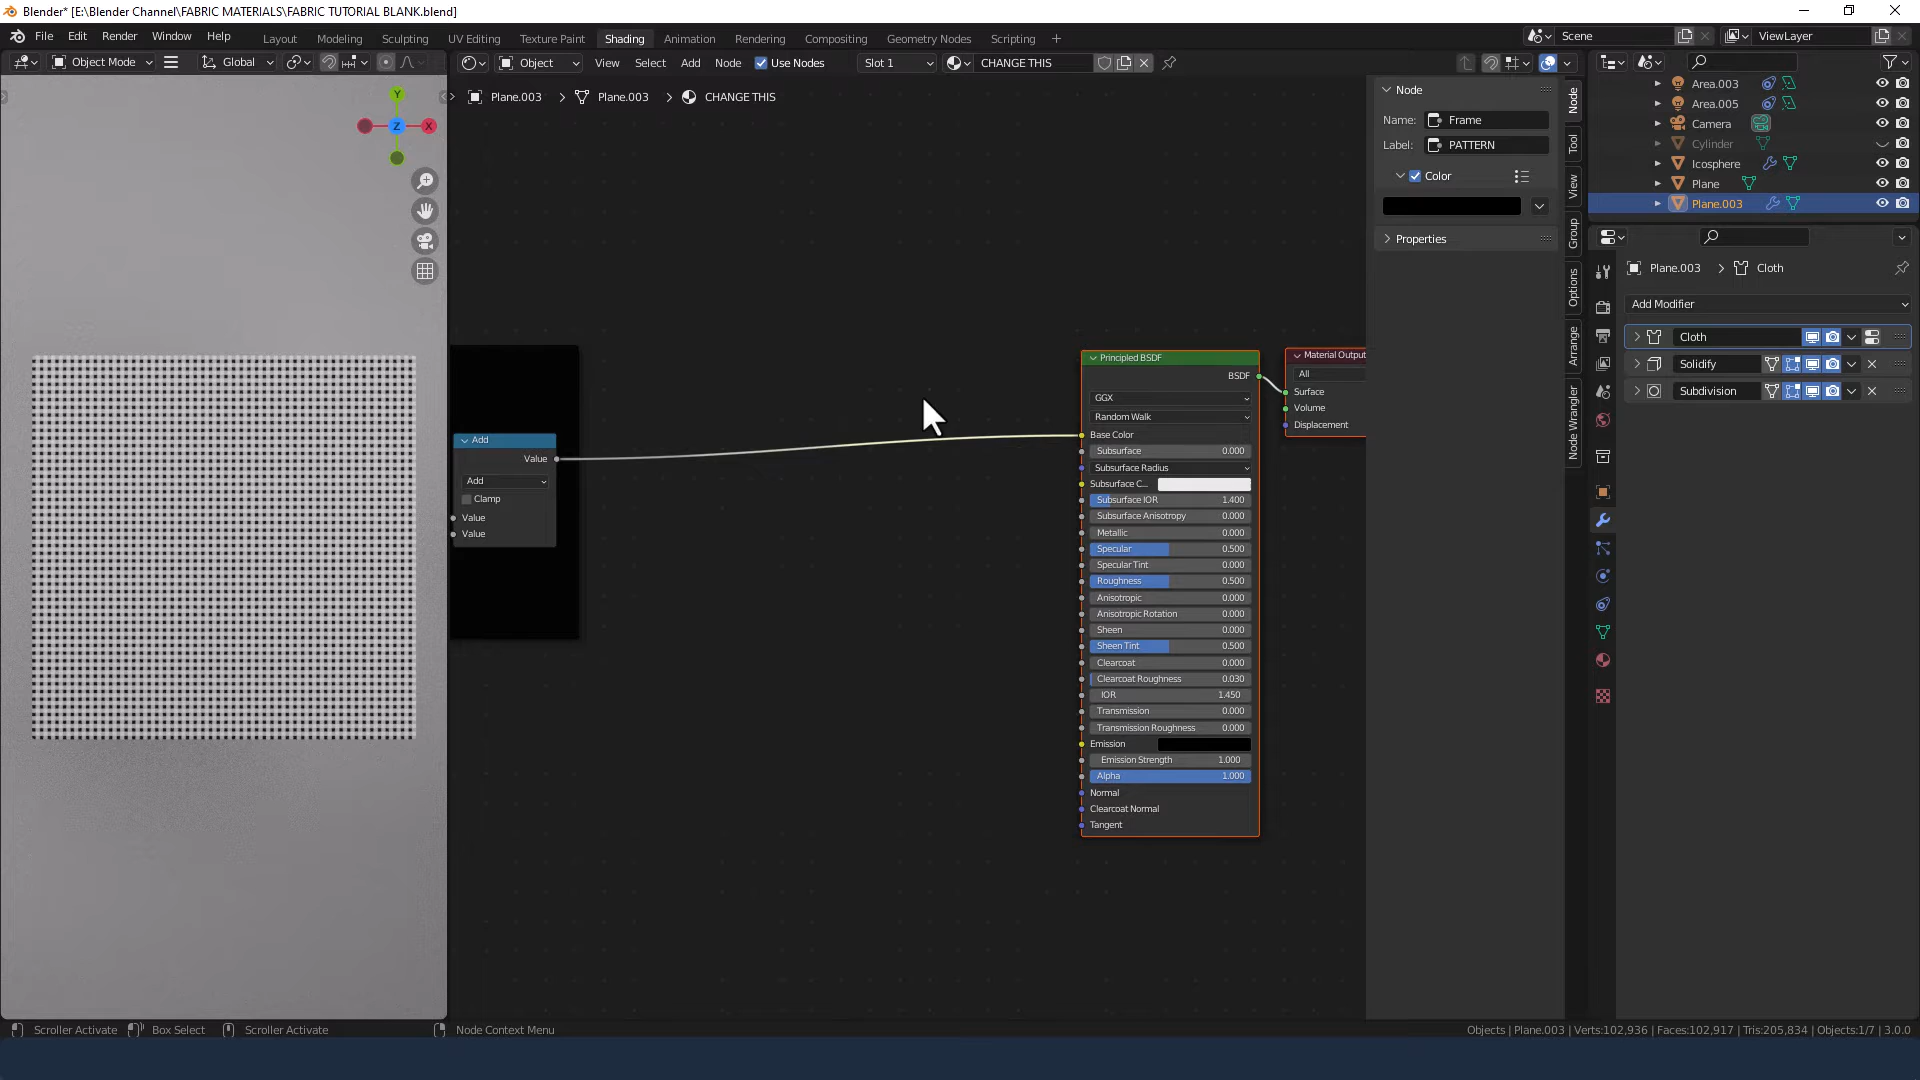 Blender* [E:\Blender Channel\FABRIC MATERIALS\FABRIC TUTORIAL BLANK.blend]
File Edit Render Window Help
Layout Modeling Sculpting UV Editing Texture Paint Shading Animation Rendering Compositing Geometry Nodes Scripting +
Scene ViewLayer
Object Mode Global
Object View Select Add Node Use Nodes Slot 1 CHANGE THIS
Plane.003 > Plane.003 > CHANGE THIS
Y
X
Z
Add
Value
Add
Clamp
Value
Value
Principled BSDF
BSDF
GGX
Random Walk
Base Color
Subsurface 0.000
Subsurface Radius
Subsurface C...
Subsurface IOR 1.400
Subsurface Anisotropy 0.000
Metallic 0.000
Specular 0.500
Specular Tint 0.000
Roughness 0.500
Anisotropic 0.000
Anisotropic Rotation 0.000
Sheen 0.000
Sheen Tint 0.500
Clearcoat 0.000
Clearcoat Roughness 0.030
IOR 1.450
Transmission 0.000
Transmission Roughness 0.000
Emission
Emission Strength 1.000
Alpha 1.000
Normal
Clearcoat Normal
Tangent
Material Output
All
Surface
Volume
Displacement
Node
Name: Frame
Label: PATTERN
Color
Properties
Node
Tool
View
Group
Options
Arrange
Node Wrangler
Area.003
Area.005
Camera
Cylinder
Icosphere
Plane
Plane.003
Plane.003 > Cloth
Add Modifier
Cloth
Solidify
Subdivision
Scroller Activate Box Select Scroller Activate Node Context Menu
Objects | Plane.003 | Verts:102,936 | Faces:102,917 | Tris:205,834 | Objects:1/7 | 3.0.0